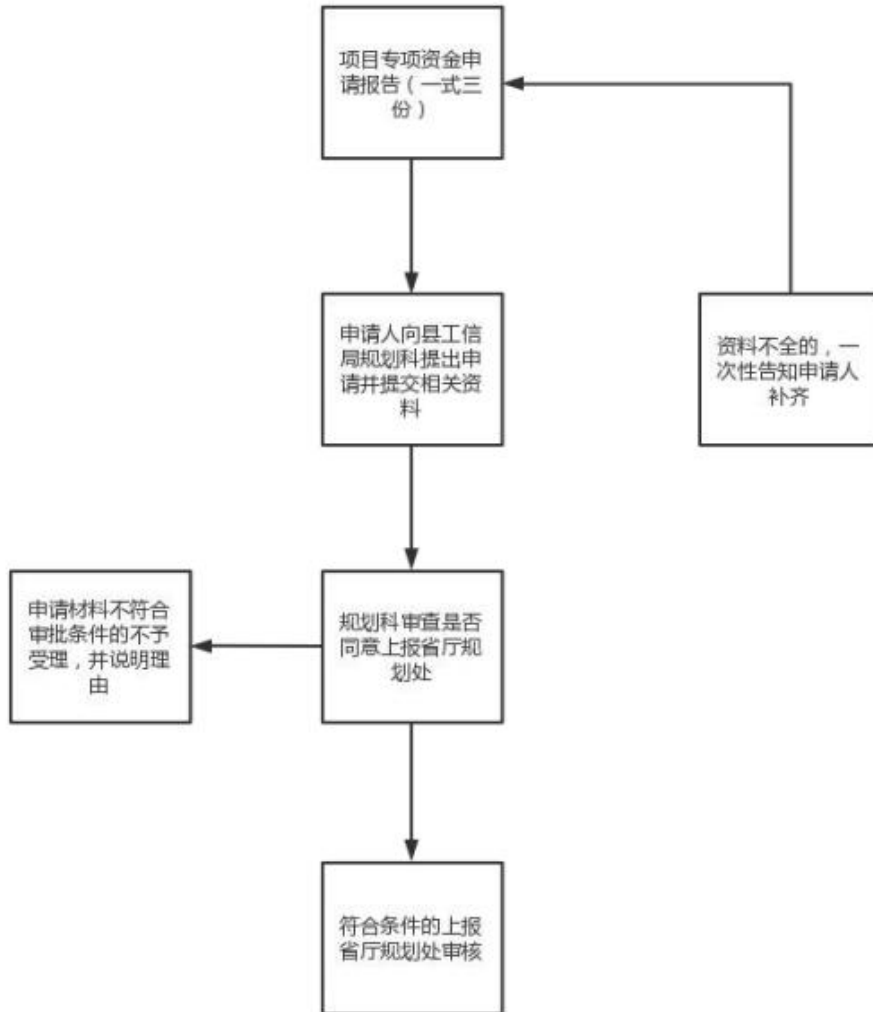 项目专项资金申
请报告（一式三
份）
申请人向县工信
局规划科提出申
请并提交相关资
料
资料不全的，一
次性告知申请人
补齐
申请材料不符合
审批条件的不予
受理，并说明理
由
规划科审查是否
同意上报省厅规
划处
符合条件的上报
省厅规划处审核